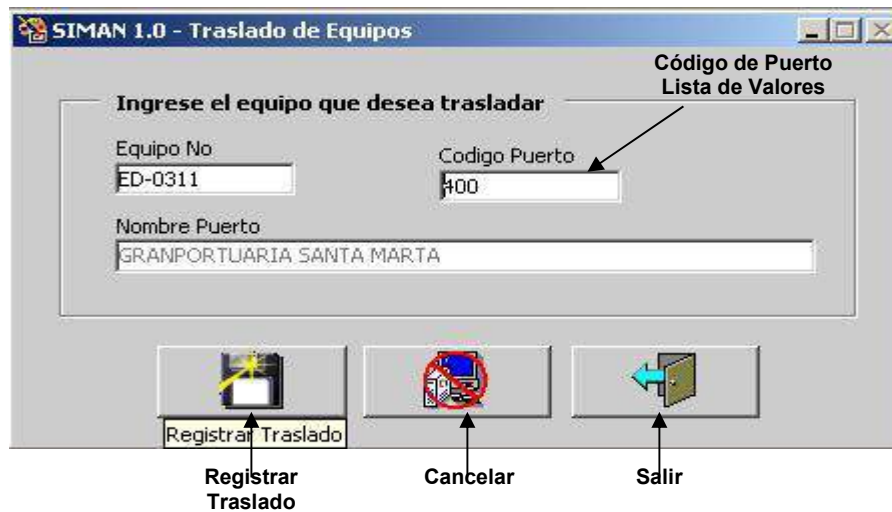 SIMAN 1.0 - Traslado de Equipos
Código de Puerto
Lista de Valores
Ingrese el equipo que desea trasladar
Equipo No
Codigo Puerto
ED-0311
400
Nombre Puerto
GRANPORTUARIA SANTA MARTA
Registrar Traslado
Registrar
Traslado
Cancelar
Salir